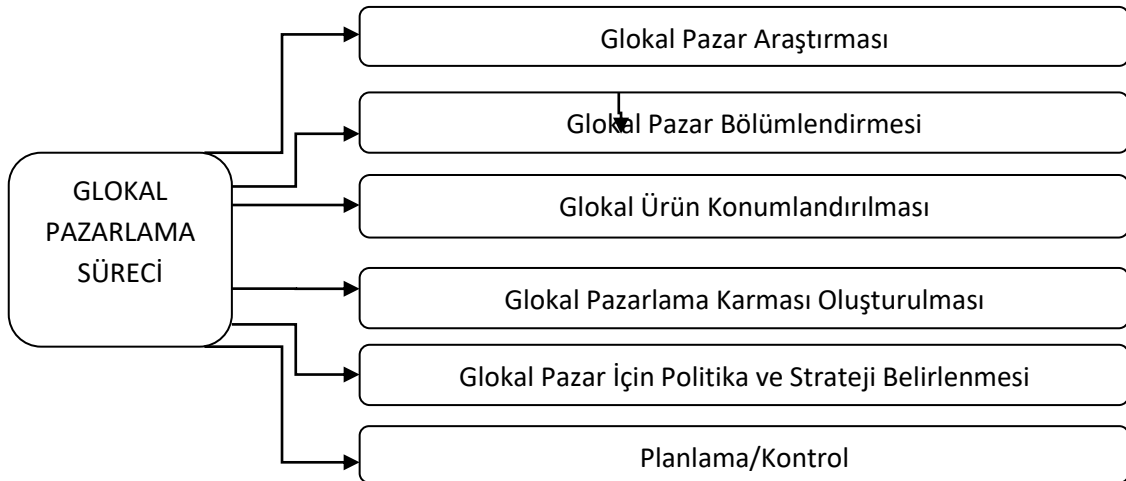 GLOKAL
PAZARLAMA
SÜRECİ
Glokal Pazar Araştırması
Glokal Pazar Bölümlendirmesi
Glokal Ürün Konumlandırılması
Glokal Pazarlama Karması Oluşturulması
Glokal Pazar İçin Politika ve Strateji Belirlenmesi
Planlama/Kontrol